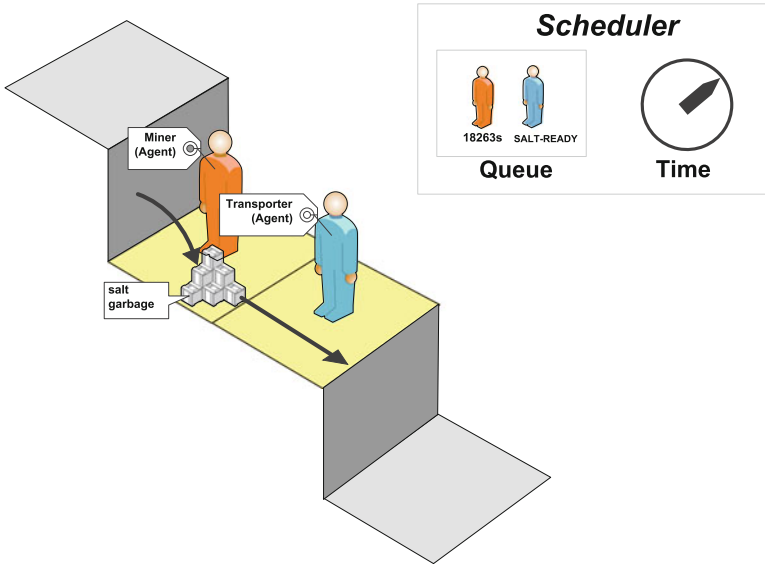 Scheduler
18263s
SALT-READY
Queue
Time
Miner
(Agent)
Transporter
(Agent)
salt
garbage